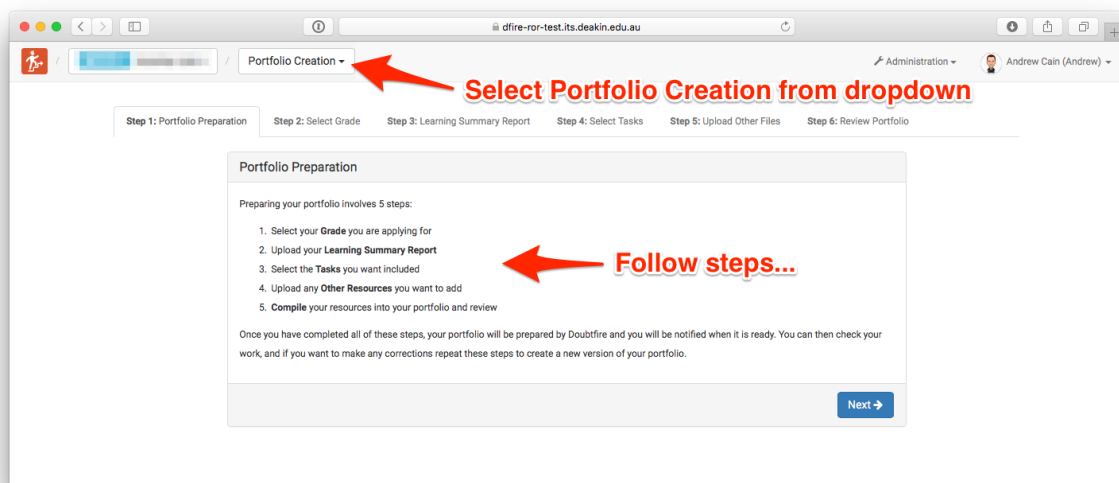 dfire-ror-test.its.deakin.edu.au
/ / Portfolio Creation Administration Andrew Cain (Andrew)
Select Portfolio Creation from dropdown
Step 1: Portfolio Preparation Step 2: Select Grade Step 3: Learning Summary Report Step 4: Select Tasks Step 5: Upload Other Files Step 6: Review Portfolio
Portfolio Preparation
Preparing your portfolio involves 5 steps:
1. Select your Grade you are applying for
2. Upload your Learning Summary Report
3. Select the Tasks you want included
Follow steps...
4. Upload any Other Resources you want to add
5. Compile your resources into your portfolio and review
Once you have completed all of these steps, your portfolio will be prepared by Doubtfire and you will be notified when it is ready. You can then check your
work, and if you want to make any corrections repeat these steps to create a new version of your portfolio.
Next